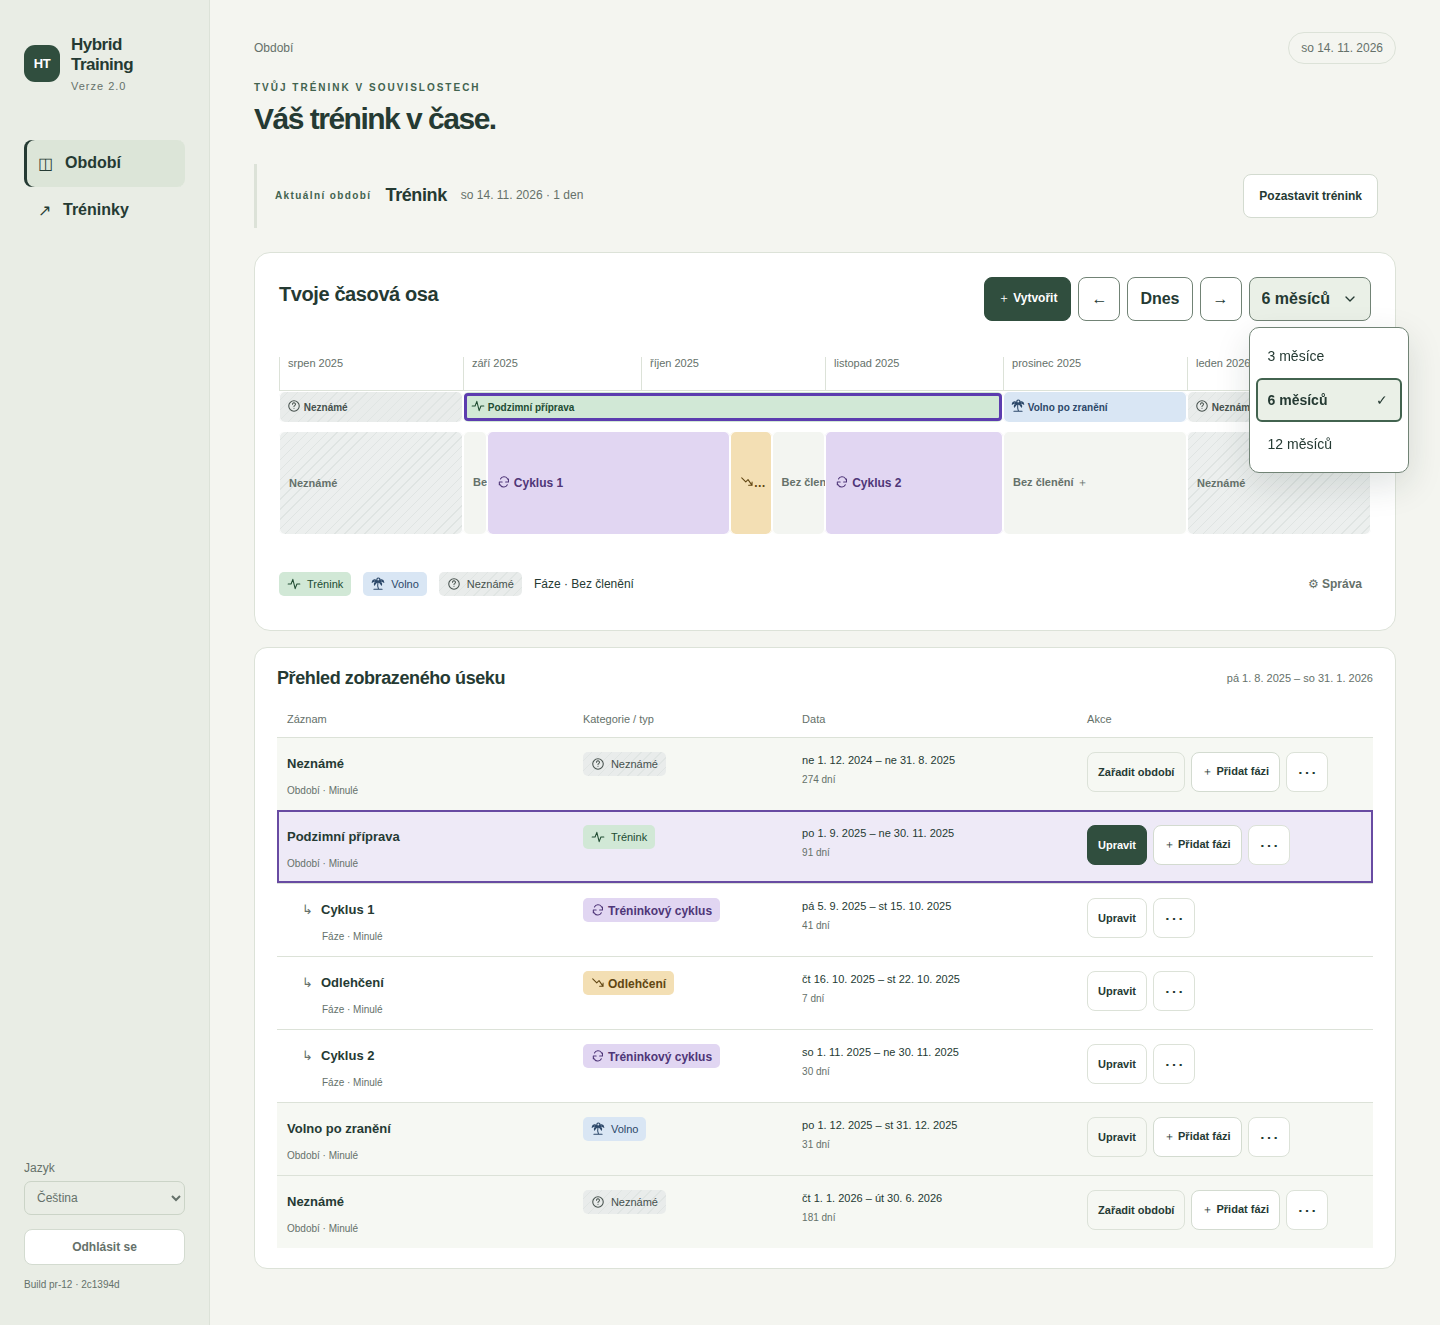 HT
Hybrid
Training
Verze 2.0
Období
Tréninky
Jazyk
Čeština
Odhlásit se
Build pr-12 · 2c1394d
Období
so 14. 11. 2026
TVŮJ TRÉNINK V SOUVISLOSTECH
Váš trénink v čase.
Aktuální období Trénink so 14. 11. 2026 · 1 den
Pozastavit trénink
Tvoje časová osa
+ Vytvořit
←
Dnes
→
6 měsíců
3 měsíce
6 měsíců ✓
12 měsíců
srpen 2025 září 2025 říjen 2025 listopad 2025 prosinec 2025 leden 2026
Neznámé Podzimní příprava Volno po zranění Neznám
Neznámé Be Cyklus 1 ... Bez člen Cyklus 2 Bez členění + Neznámé
Trénink Volno Neznámé Fáze · Bez členění
⚙ Správa
Přehled zobrazeného úseku
pá 1. 8. 2025 – so 31. 1. 2026
Záznam Kategorie / typ Data Akce
Neznámé Neznámé ne 1. 12. 2024 – ne 31. 8. 2025 Zařadit období + Přidat fázi ···
Období · Minulé 274 dní
Podzimní příprava Trénink po 1. 9. 2025 – ne 30. 11. 2025 Upravit + Přidat fázi ···
Období · Minulé 91 dní
↳ Cyklus 1 Tréninkový cyklus pá 5. 9. 2025 – st 15. 10. 2025 Upravit ···
Fáze · Minulé 41 dní
↳ Odlehčení Odlehčení čt 16. 10. 2025 – st 22. 10. 2025 Upravit ···
Fáze · Minulé 7 dní
↳ Cyklus 2 Tréninkový cyklus so 1. 11. 2025 – ne 30. 11. 2025 Upravit ···
Fáze · Minulé 30 dní
Volno po zranění Volno po 1. 12. 2025 – st 31. 12. 2025 Upravit + Přidat fázi ···
Období · Minulé 31 dní
Neznámé Neznámé čt 1. 1. 2026 – út 30. 6. 2026 Zařadit období + Přidat fázi ···
Období · Minulé 181 dní